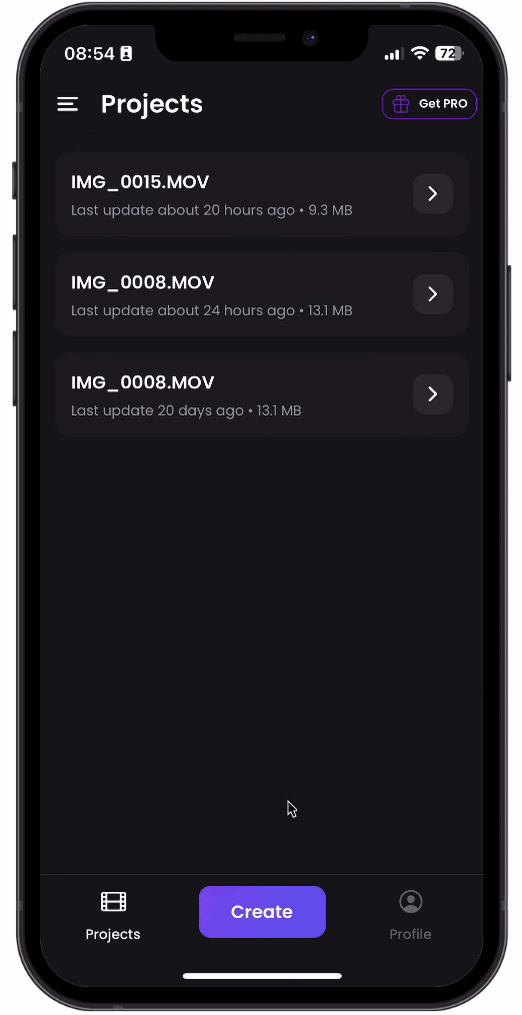 08:54
72
Projects
Get PRO
IMG_0015.MOV
Last update about 20 hours ago • 9.3 MB
IMG_0008.MOV
Last update about 24 hours ago • 13.1 MB
IMG_0008.MOV
Last update 20 days ago • 13.1 MB
Projects
Create
Profile